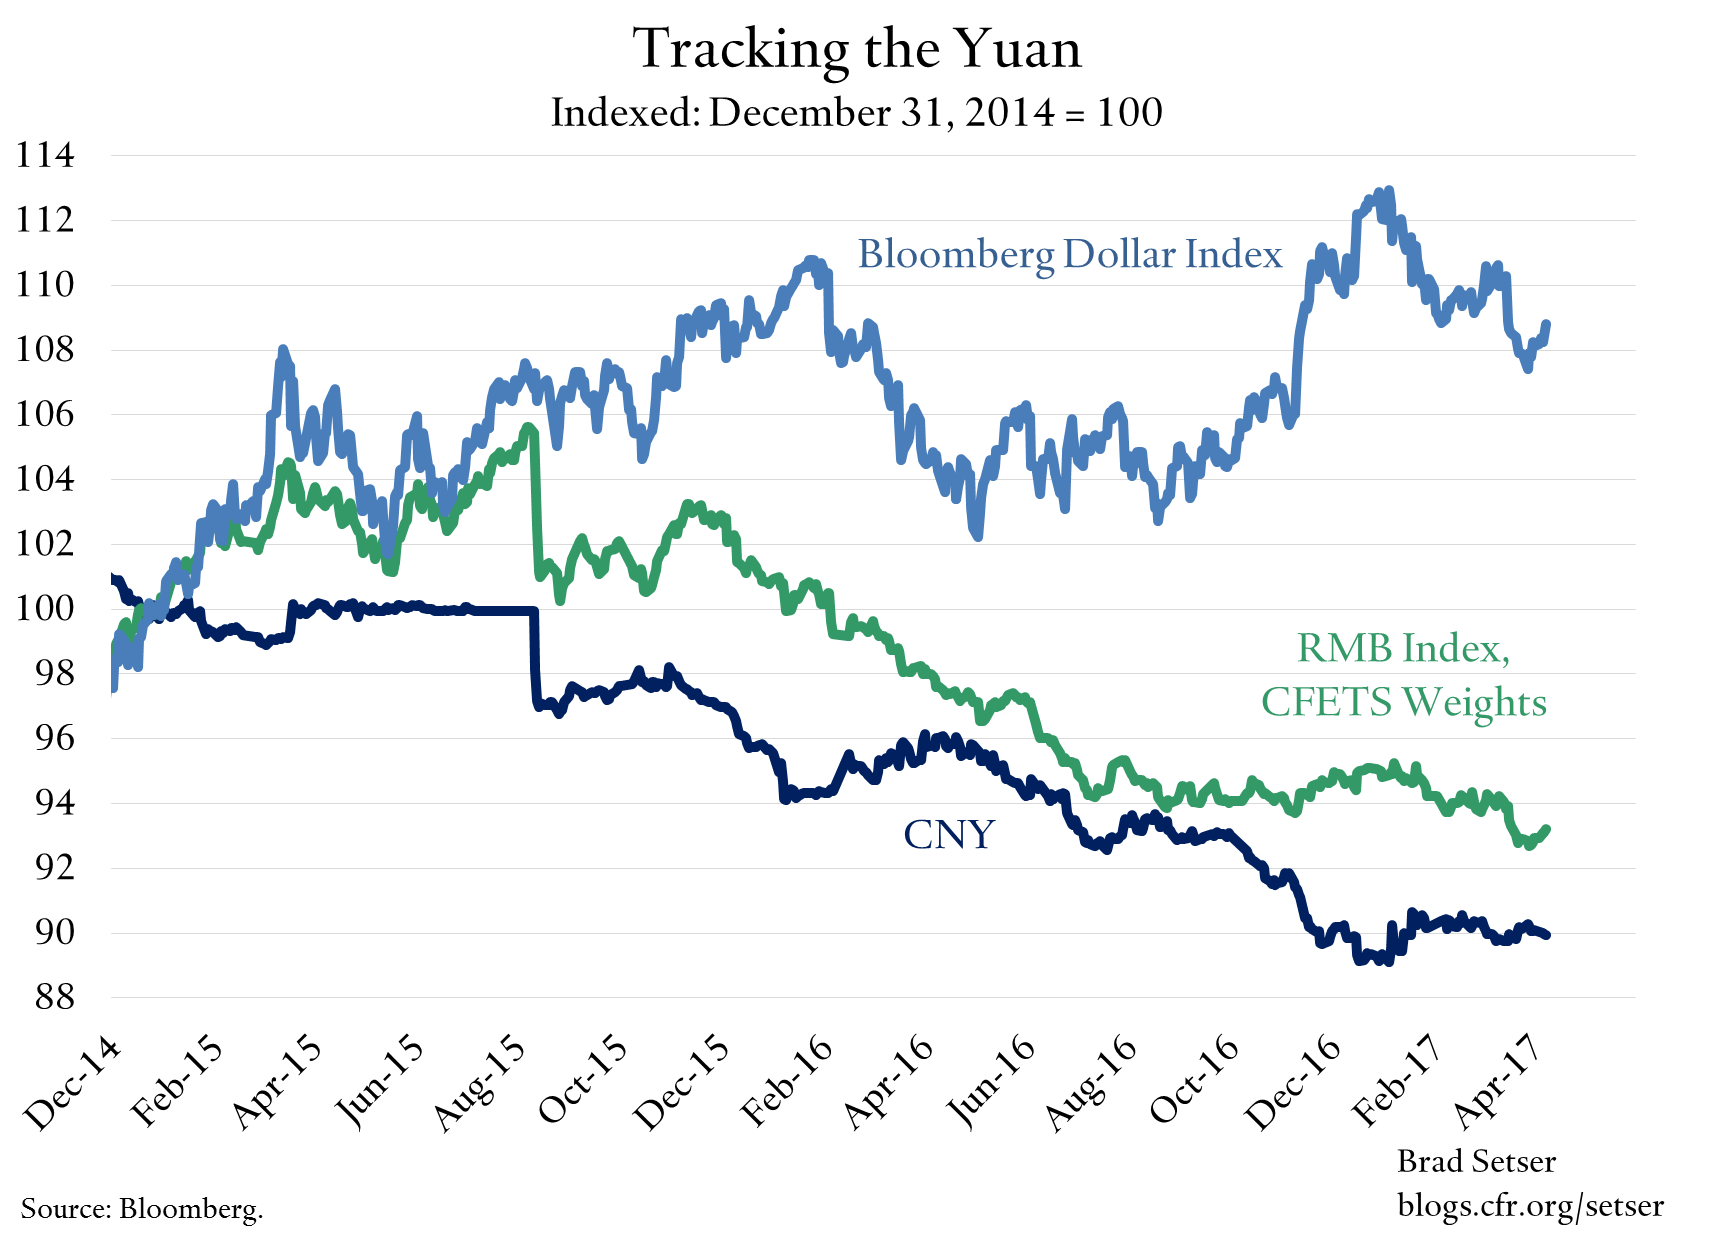 Tracking the Yuan
Indexed: December 31, 2014 = 100
114
112
110
108
106
104
102
100
98
96
94
92
90
88
Bloomberg Dollar Index
RMB Index,
CFETS Weights
CNY
Dec-14
Feb-15
Apr-15
Jun-15
Aug-15
Oct-15
Dec-15
Feb-16
Apr-16
Jun-16
Aug-16
Oct-16
Dec-16
Feb-17
Apr-17
Brad Setser
blogs.cfr.org/setser
Source: Bloomberg.